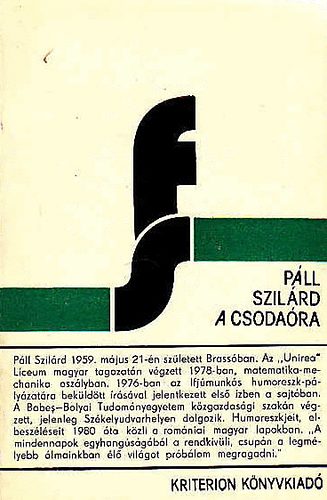 fs
PÁLL
SZILÁRD
A CSODAÓRA
Páll Szilárd 1959. május 21-én született Brassóban. Az „Unirea”
Líceum magyar tagozatán végzett 1978-ban, matematika-me-
chanika oszályban. 1976-ban az Ifjúmunkás humoreszk-pá-
lyázatára beküldött írásával jelentkezett első ízben a sajtóban.
A Babeș—Bolyai Tudományegyetem közgazdasági szakán vég-
zett, jelenleg Székelyudvarhelyen dolgozik. Humoreszkjeit, el-
beszéléseit 1980 óta közli a romániai magyar lapokban. „A
mindennapok egyhangúságából a rendkívüli, csupán a legmé-
lyebb álmainkban élő világot próbálom megragadni.”
KRITERION KÖNYVKIADÓ